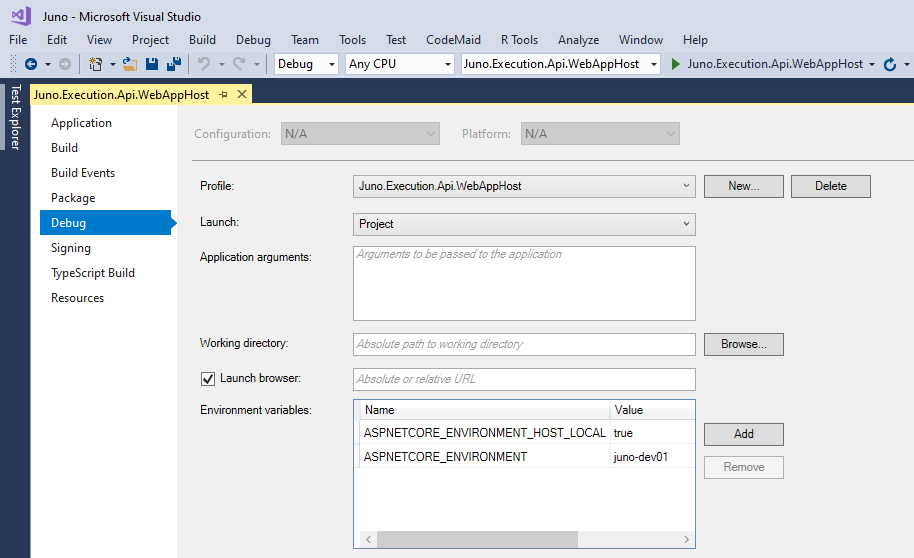 Juno - Microsoft Visual Studio
File Edit View Project Build Debug Team Tools Test CodeMaid R Tools Analyze Window Help
Debug Any CPU Juno.Execution.Api.WebAppHost Juno.Execution.Api.WebAppHost
Test Explorer
Juno.Execution.Api.WebAppHost
Application
Build
Build Events
Package
Debug
Signing
TypeScript Build
Resources
Configuration: N/A Platform: N/A
Profile: Juno.Execution.Api.WebAppHost New... Delete
Launch: Project
Application arguments: Arguments to be passed to the application
Working directory: Absolute path to working directory Browse...
Launch browser: Absolute or relative URL
Environment variables:
Name Value
ASPNETCORE_ENVIRONMENT_HOST_LOCAL true
ASPNETCORE_ENVIRONMENT juno-dev01
Add
Remove